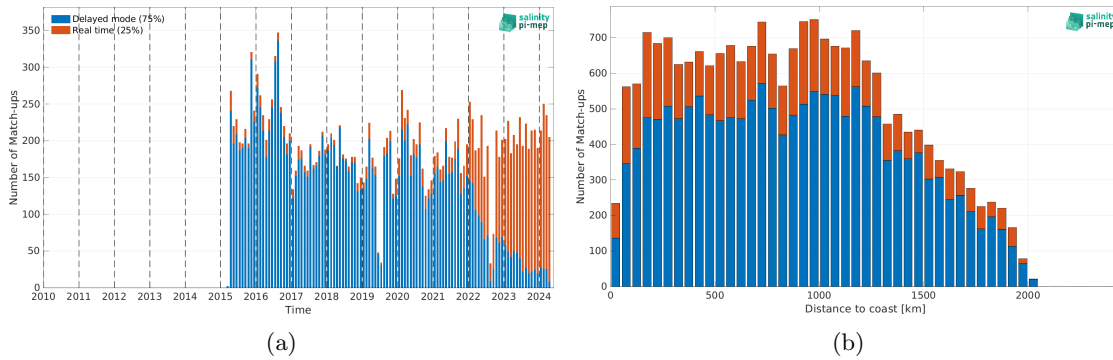 Delayed mode (75%)
Real time (25%)
salinity
pi-mep
350
300
250
200
150
100
50
0
Number of Match-ups
2010 2011 2012 2013 2014 2015 2016 2017 2018 2019 2020 2021 2022 2023 2024
Time
(a)
salinity
pi-mep
700
600
500
400
300
200
100
0
Number of Match-ups
0 500 1000 1500 2000
Distance to coast [km]
(b)